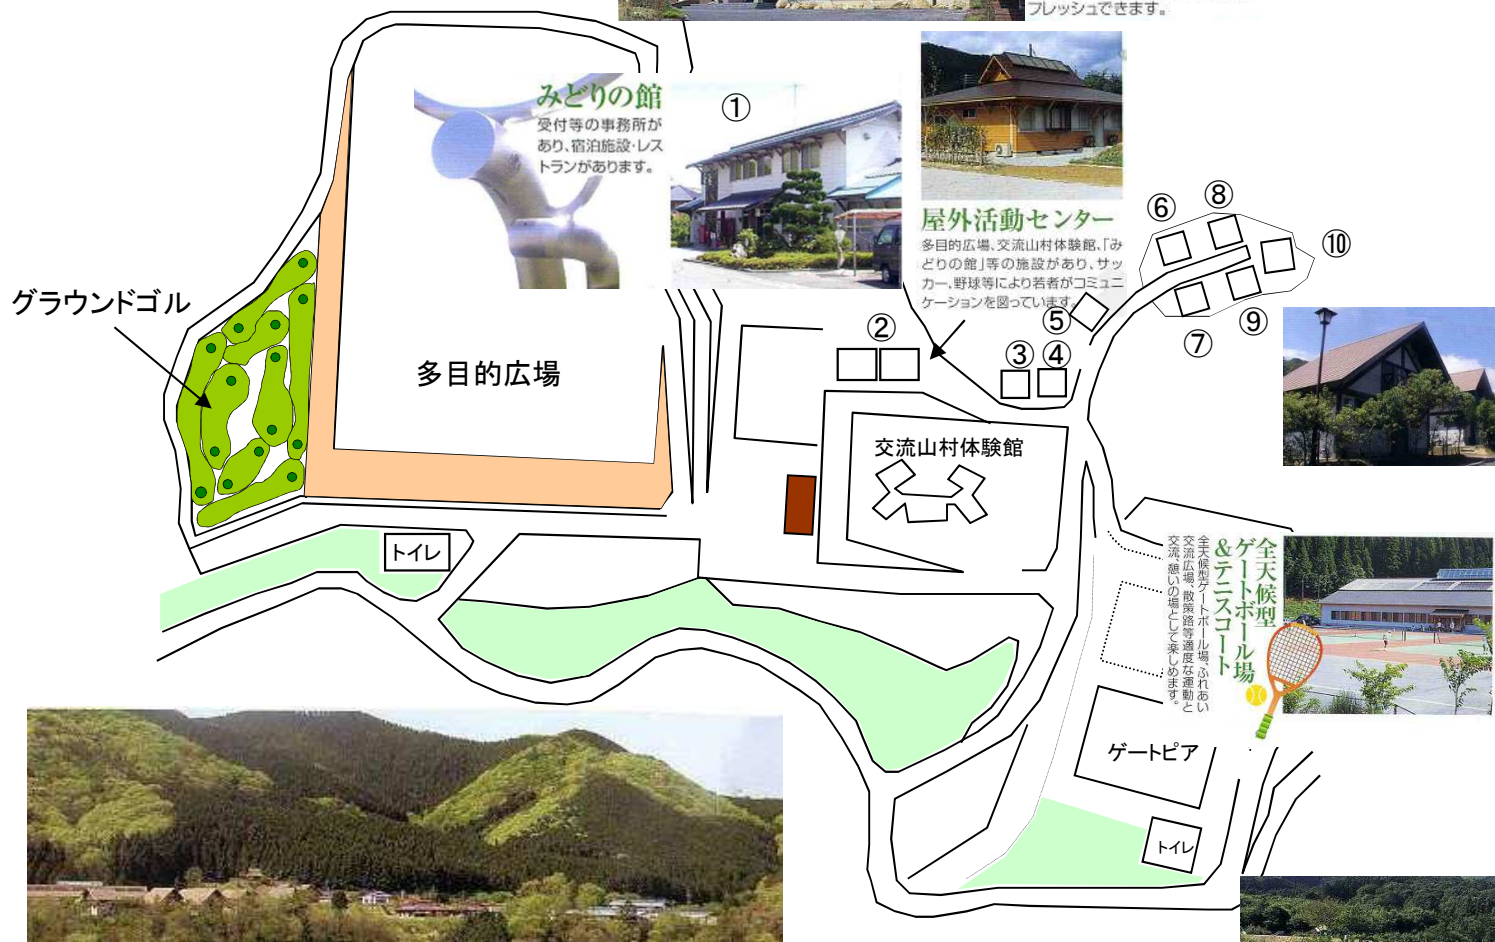 フレッシュできます。
みどりの館
受付等の事務所が
あり、宿泊施設・レス
トランがあります。
①
屋外活動センター
多目的広場、交流山村体験館、「み
どりの館」等の施設があり、サッ
カー、野球等により若者がコミュニ
ケーションを図っています。
⑥
⑧
⑩
⑤
⑦
⑨
②
③
④
グラウンドゴル
多目的広場
交流山村体験館
トイレ
全天候型
ゲートボール場
&テニスコート
全天候型ゲートボール場、ふれあい
交流広場、散策路等適度な運動と
交流、憩いの場として楽しめます。
ゲートピア
トイレ